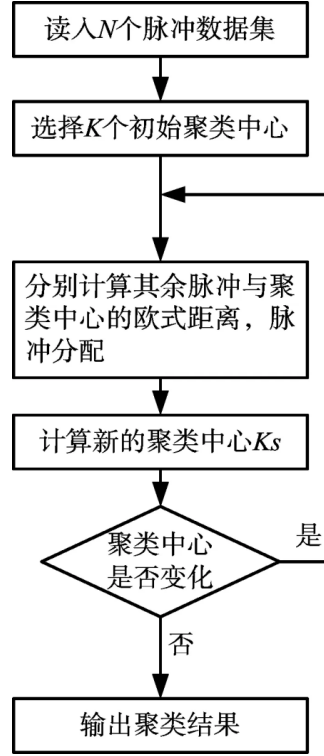 读入N个脉冲数据集
选择K个初始聚类中心
分别计算其余脉冲与聚
类中心的欧式距离，脉
冲分配
计算新的聚类中心Ks
聚类中心
是否变化
是
否
输出聚类结果